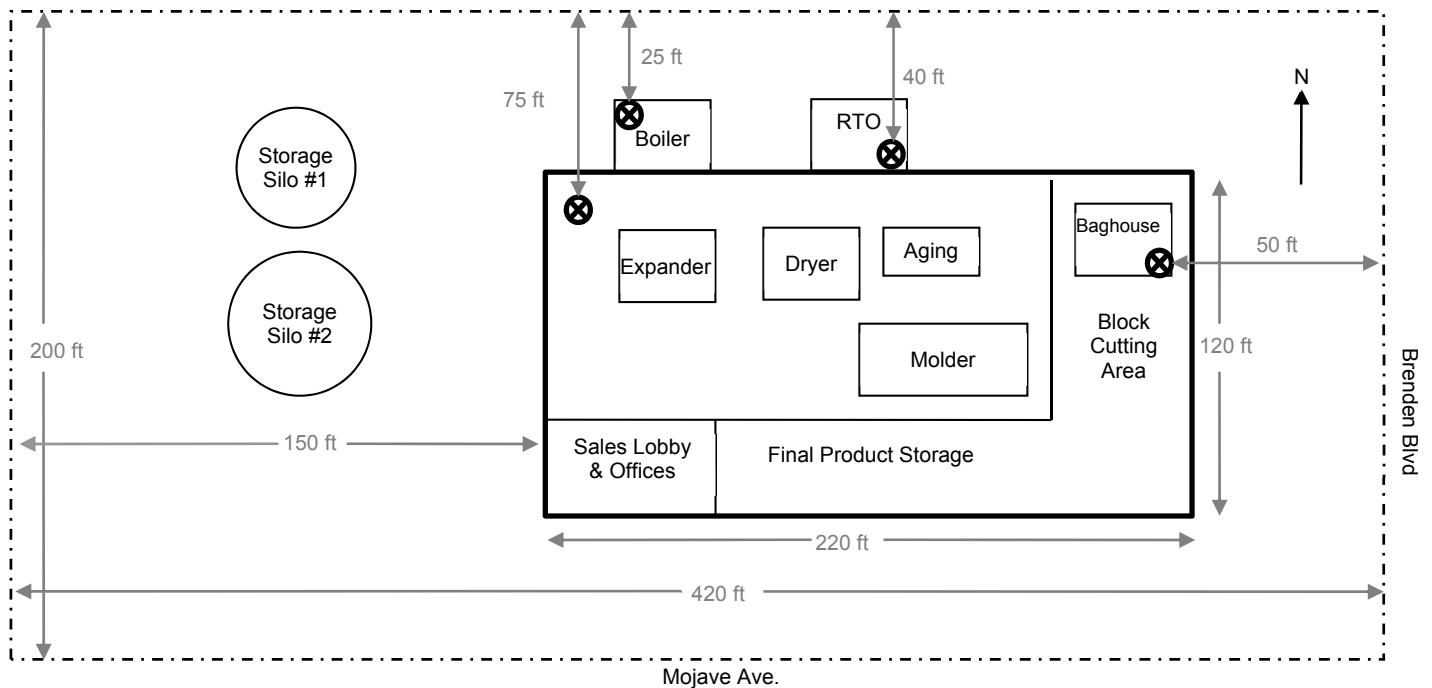 25 ft
40 ft
75 ft
N
RTO
Boiler
Storage
Silo #1
Baghouse
50 ft
Expander
Dryer
Aging
Storage
Silo #2
Block
Cutting
Area
200 ft
120 ft
Molder
Brenden Blvd
150 ft
Sales Lobby
& Offices
Final Product Storage
220 ft
420 ft
Mojave Ave.